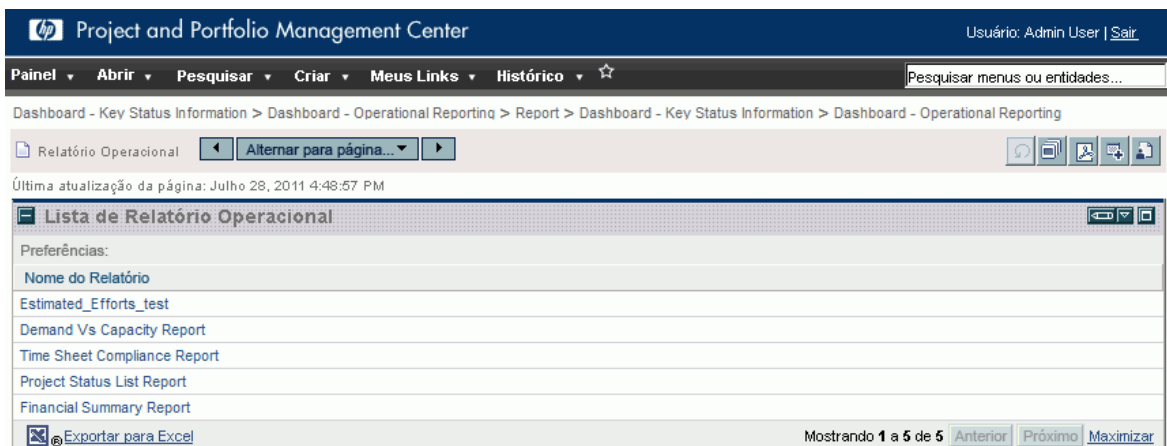 hp Project and Portfolio Management Center
Usuário: Admin User | Sair
Painel Abrir Pesquisar Criar Meus Links Histórico
Pesquisar menus ou entidades...
Dashboard - Key Status Information > Dashboard - Operational Reporting > Report > Dashboard - Key Status Information > Dashboard - Operational Reporting
Relatório Operacional Alternar para página...
Última atualização da página: Julho 28, 2011 4:48:57 PM
Lista de Relatório Operacional
Preferências:
Nome do Relatório
Estimated_Efforts_test
Demand Vs Capacity Report
Time Sheet Compliance Report
Project Status List Report
Financial Summary Report
® Exportar para Excel
Mostrando 1 a 5 de 5 Anterior Próximo Maximizar